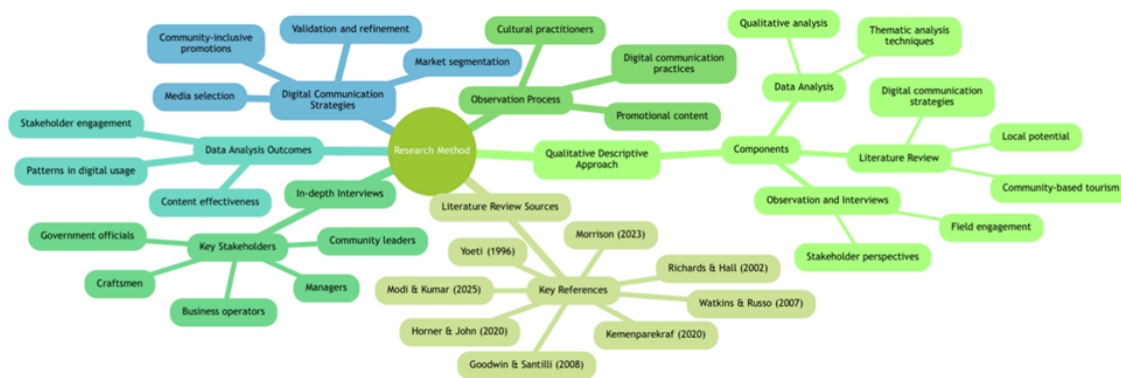 Community-inclusive
promotions
Validation and refinement
Market segmentation
Media selection
Digital Communication
Strategies
Cultural practitioners
Digital communication
practices
Observation Process
Promotional content
Qualitative analysis
Thematic analysis
techniques
Data Analysis
Digital communication
strategies
Local potential
Literature Review
Community-based tourism
Components
Qualitative Descriptive
Approach
Observation and Interviews
Field engagement
Stakeholder perspectives
Research Method
Stakeholder engagement
Data Analysis Outcomes
Patterns in digital usage
Content effectiveness
In-depth Interviews
Government officials
Key Stakeholders
Community leaders
Craftsmen
Managers
Business operators
Literature Review Sources
Yoeti (1996)
Morrison (2023)
Richards & Hall (2002)
Modi & Kumar (2025)
Key References
Watkins & Russo (2007)
Horner & John (2020)
Kemenparekraf (2020)
Goodwin & Santilli (2008)